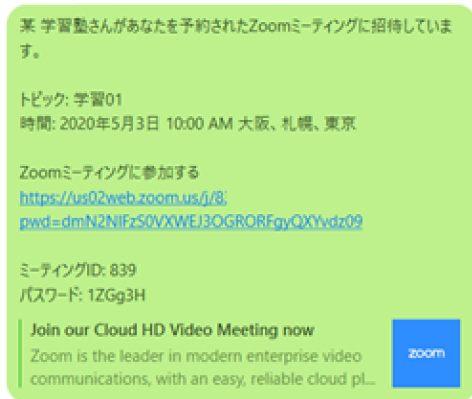 某 学習塾さんがあなたを予約されたZoomミーティングに招待していま
す。
トピック: 学習01
時間: 2020年5月3日 10:00 AM 大阪、札幌、東京
Zoomミーティングに参加する
https://us02web.zoom.us/j/8
pwd=dmN2NlFzS0VXWEJ3OGRORFgyQXYvdz09
ミーティングID: 839
パスワード: 1ZGg3H
Join our Cloud HD Video Meeting now
Zoom is the leader in modern enterprise video
communications, with an easy, reliable cloud pl...
zoom